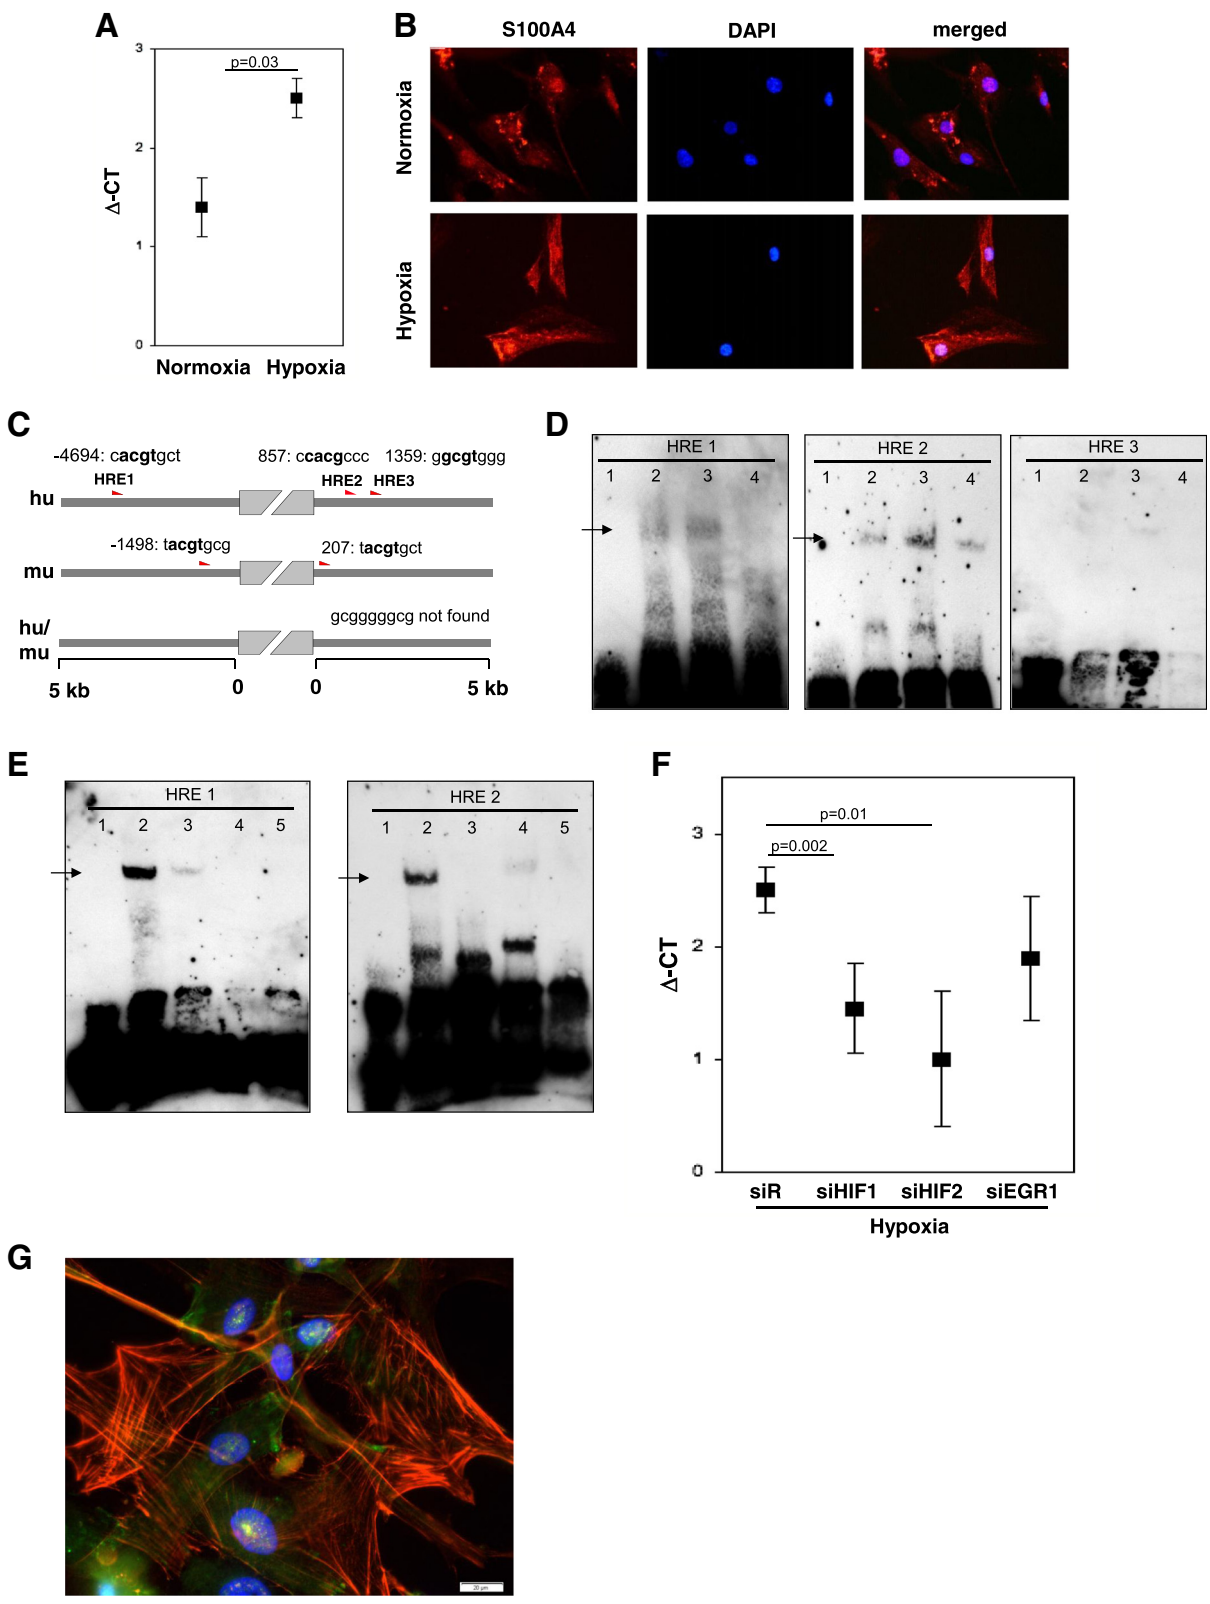 A
3
2
1
0
Δ-CT
p=0.03
Normoxia Hypoxia
B
S100A4 DAPI merged
Normoxia
Hypoxia
C
-4694: cacgtgct 857: ccacgccc 1359: ggcgtggg
HRE1 HRE2 HRE3
hu
-1498: tacgtgcg 207: tacgtgct
mu
gcgggggcg not found
hu/
mu
5 kb 0 0 5 kb
D
HRE 1
1 2 3 4
HRE 2
1 2 3 4
HRE 3
1 2 3 4
E
HRE 1
1 2 3 4 5
HRE 2
1 2 3 4 5
F
p=0.01
p=0.002
3
2
1
0
Δ-CT
siR siHIF1 siHIF2 siEGR1
Hypoxia
G
20 µm